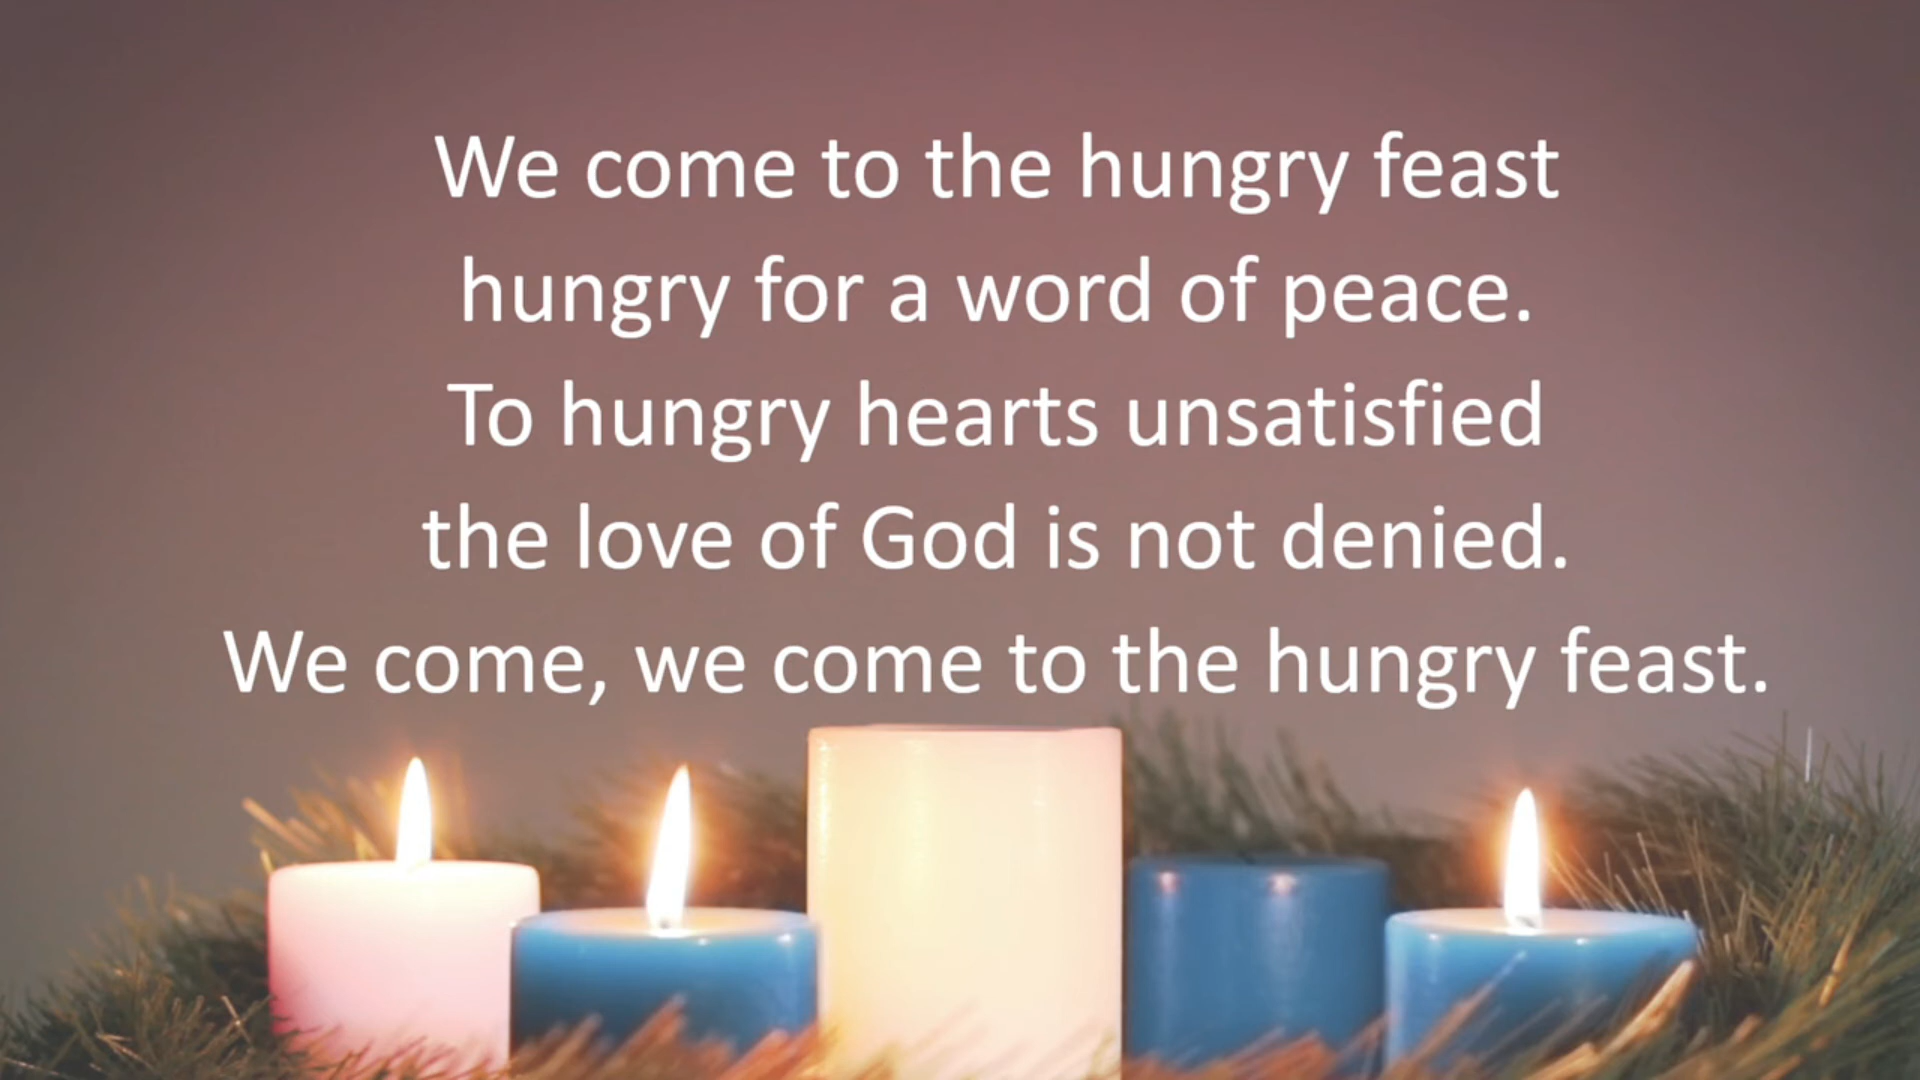 We come to the hungry feast
hungry for a word of peace.
To hungry hearts unsatisfied
the love of God is not denied.
We come, we come to the hungry feast.